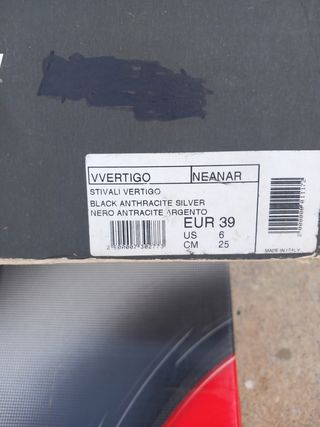 VVERTIGO NEANAR
STIVALI VERTIGO
BLACK ANTHRACITE SILVER
NERO ANTRACITE ARGENTO
EUR 39
US 6
CM 25
MADE IN ITALY